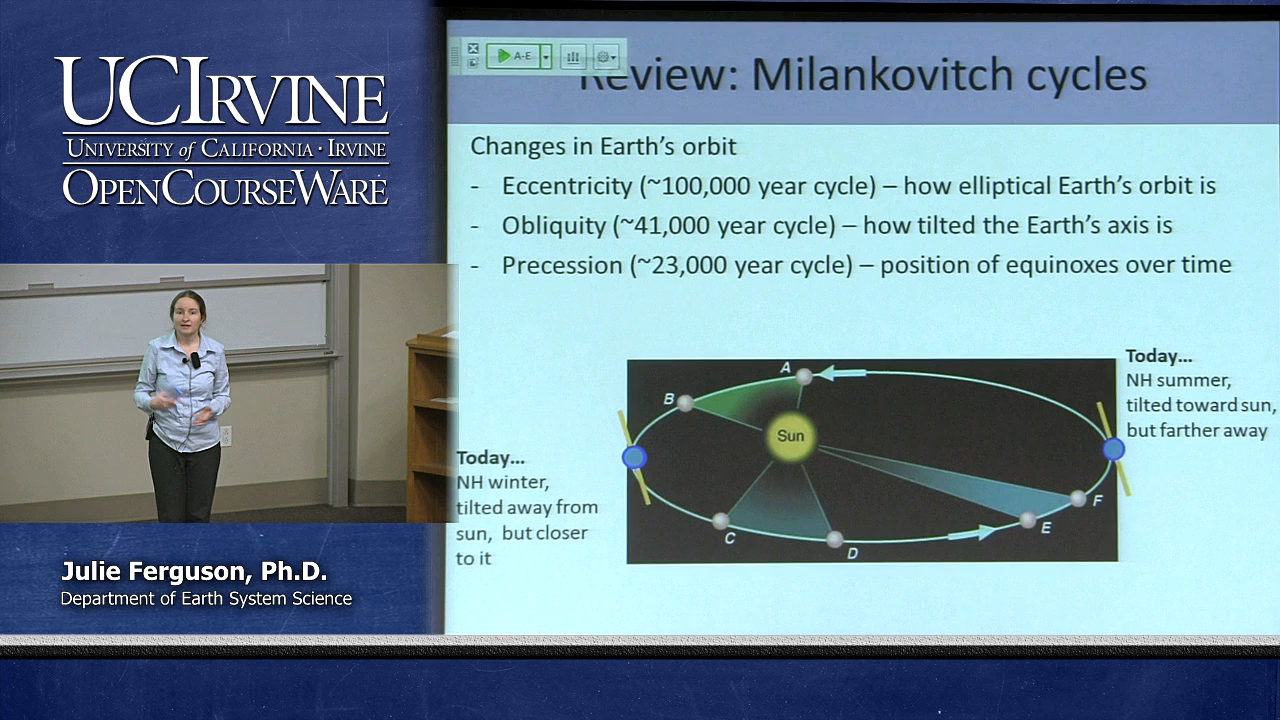 UCIRVINE
UNIVERSITY of CALIFORNIA · IRVINE
OPENCOURSEWARE
Julie Ferguson, Ph.D.
Department of Earth System Science
A-E
Review: Milankovitch cycles
Changes in Earth's orbit
- Eccentricity (~100,000 year cycle) – how elliptical Earth's orbit is
- Obliquity (~41,000 year cycle) – how tilted the Earth's axis is
- Precession (~23,000 year cycle) – position of equinoxes over time
Today...
NH winter,
tilted away from
sun, but closer
to it
A
B
Sun
C
D
E
F
Today...
NH summer,
tilted toward sun,
but farther away